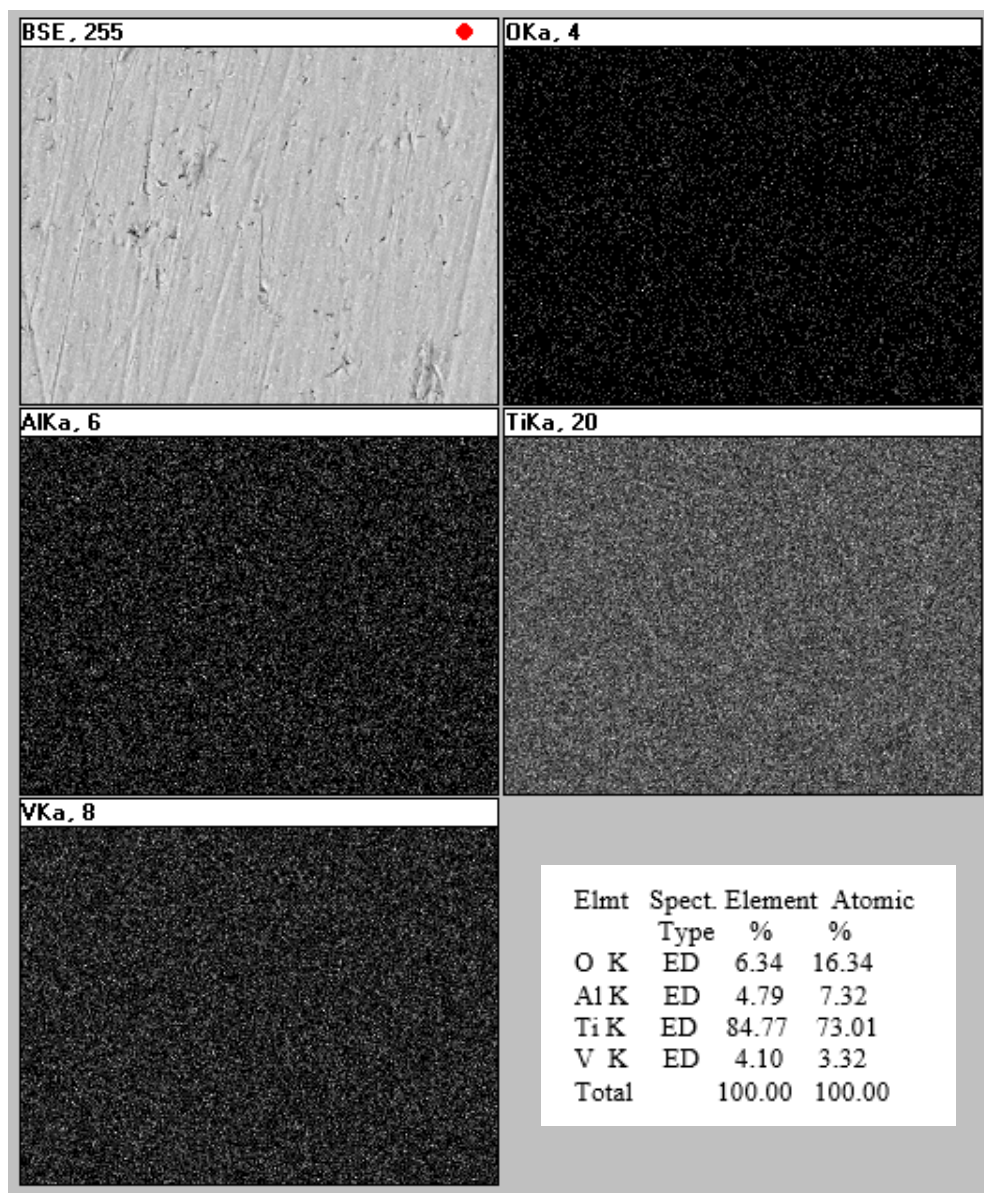 BSE, 255
OKa, 4
AlKa, 6
TiKa, 20
VKa, 8
Elmt Spect. Element Atomic
Type % %
O K ED 6.34 16.34
Al K ED 4.79 7.32
Ti K ED 84.77 73.01
V K ED 4.10 3.32
Total 100.00 100.00